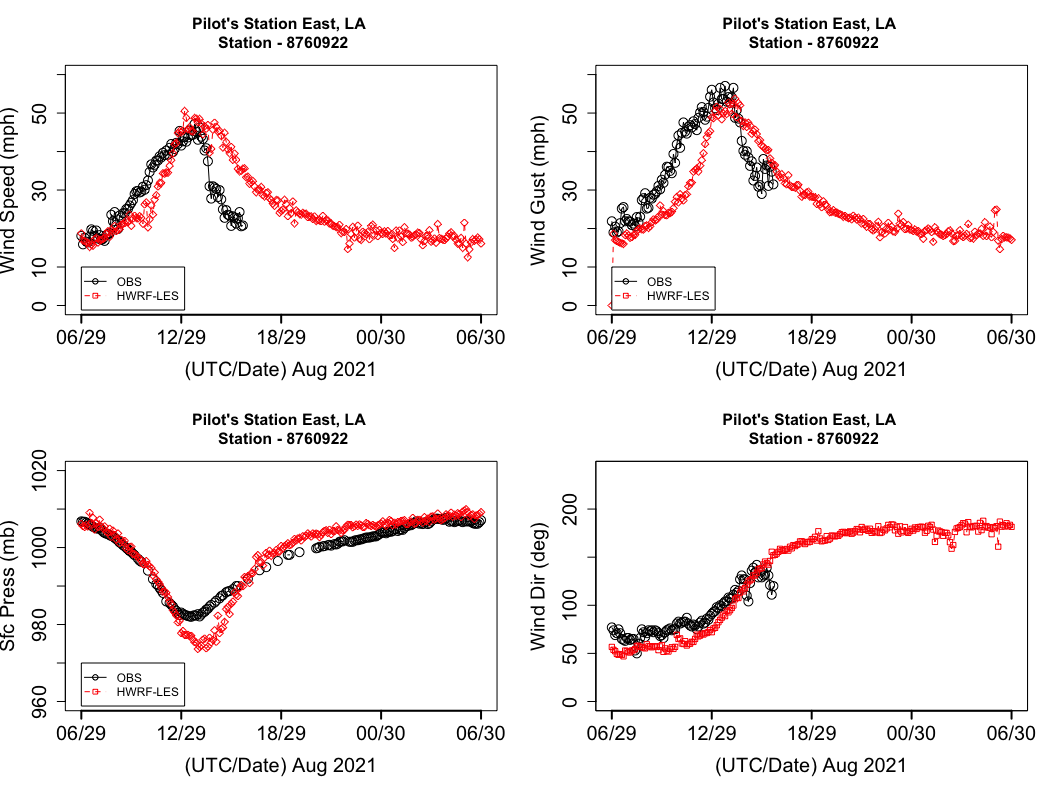 Pilot's Station East, LA
Station - 8760922
Wind Speed (mph)
50
30
10
0
OBS
HWRF-LES
06/29 12/29 18/29 00/30 06/30
(UTC/Date) Aug 2021
Pilot's Station East, LA
Station - 8760922
Wind Gust (mph)
50
30
10
0
OBS
HWRF-LES
06/29 12/29 18/29 00/30 06/30
(UTC/Date) Aug 2021
Pilot's Station East, LA
Station - 8760922
Sfc Press (mb)
1020
1000
980
960
OBS
HWRF-LES
06/29 12/29 18/29 00/30 06/30
(UTC/Date) Aug 2021
Pilot's Station East, LA
Station - 8760922
Wind Dir (deg)
200
100
50
0
06/29 12/29 18/29 00/30 06/30
(UTC/Date) Aug 2021